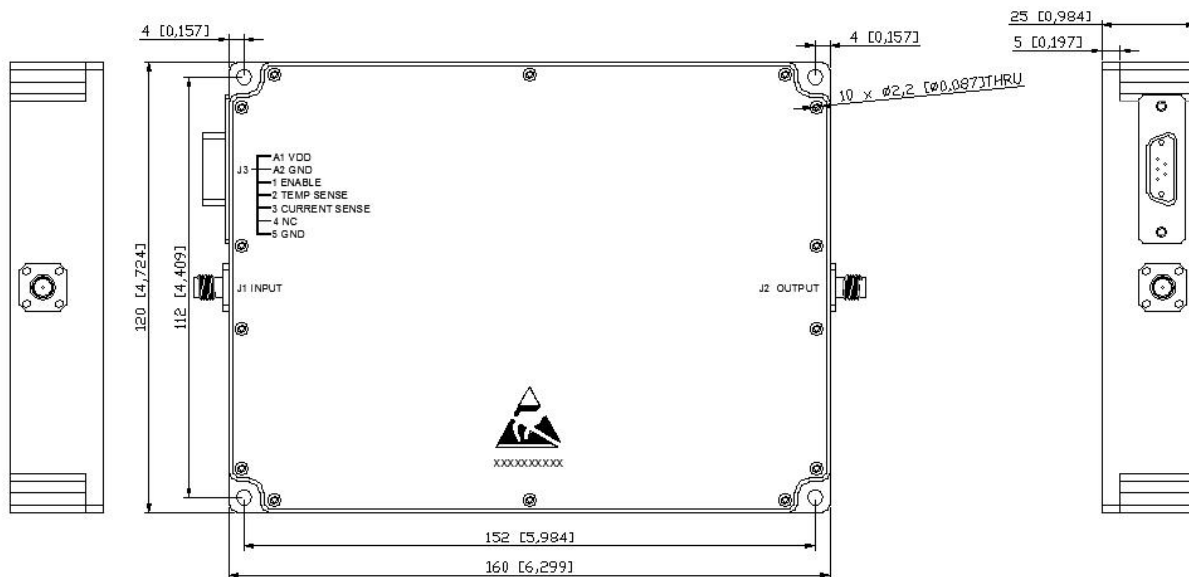 25 [0,984]
4 [0,157]
4 [0,157]
5 [0,197]
10 x Ø2,2 [Ø0,087]THRU
J3
A1 VDD
A2 GND
1 ENABLE
2 TEMP SENSE
3 CURRENT SENSE
4 NC
5 GND
120 [4,724]
112 [4,409]
J1 INPUT
J2 OUTPUT
XXXXXXXXXX
152 [5,984]
160 [6,299]